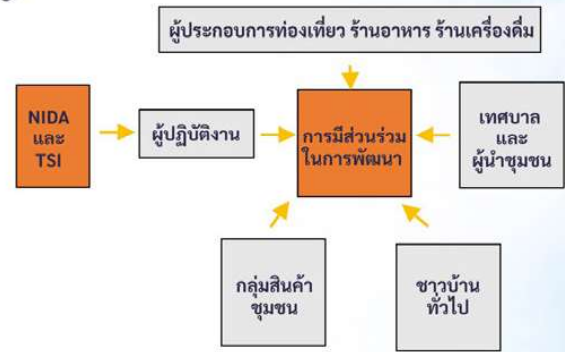 ผู้ประกอบการท่องเที่ยว ร้านอาหาร ร้านเครื่องดื่ม
NIDA
และ
TSI
ผู้ปฏิบัติงาน
การมีส่วนร่วม
ในการพัฒนา
เทศบาล
และ
ผู้นำชุมชน
กลุ่มสินค้า
ชุมชน
ชาวบ้าน
ทั่วไป